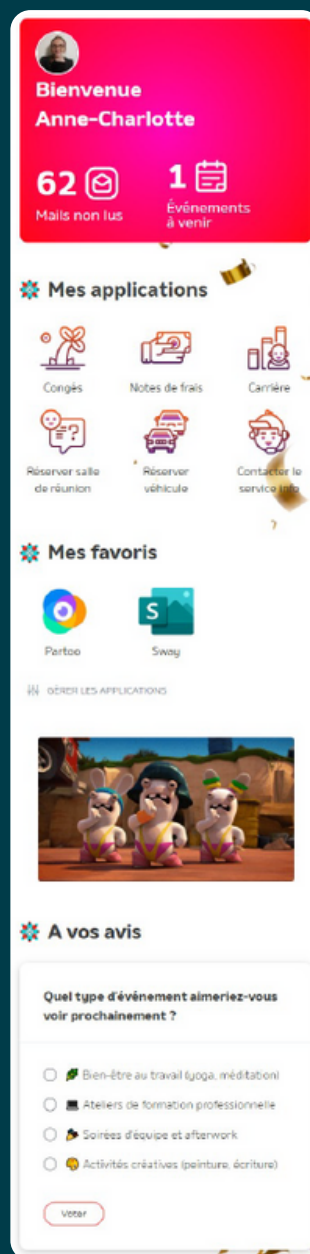 Bienvenue
Anne-Charlotte
62
Mails non lus
1
Événements
à venir
Mes applications
Congés
Notes de frais
Carrière
Réserver salle
de réunion
Réserver
véhicule
Contacter le
service info
Mes favoris
Partoo
S
Sway
GÉRER LES APPLICATIONS
A vos avis
Quel type d'événement aimeriez-vous
voir prochainement ?
Bien-être au travail (yoga, méditation)
Ateliers de formation professionnelle
Soirées d'équipe et afterwork
Activités créatives (peinture, écriture)
Voter